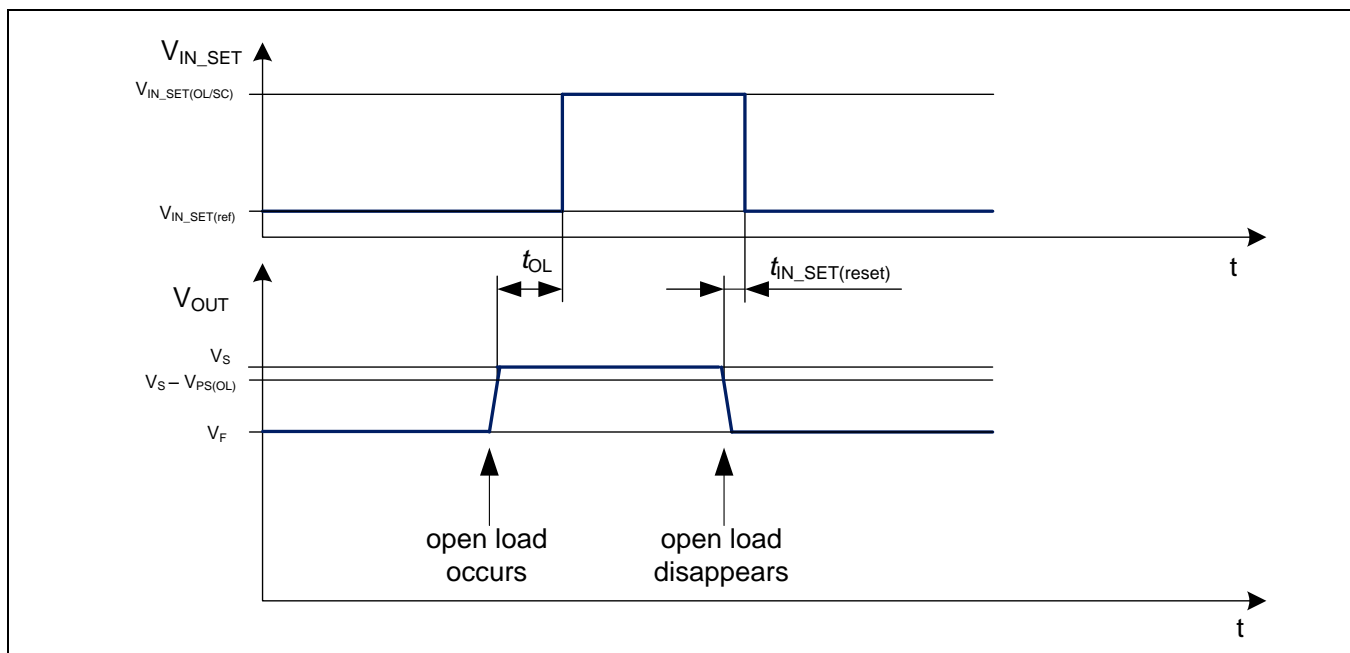 V_IN_SET
V_IN_SET(OL/SC)
V_IN_SET(ref)
t
t_OL
t_IN_SET(reset)
V_OUT
V_S
V_S – V_PS(OL)
V_F
open load
occurs
open load
disappears
t